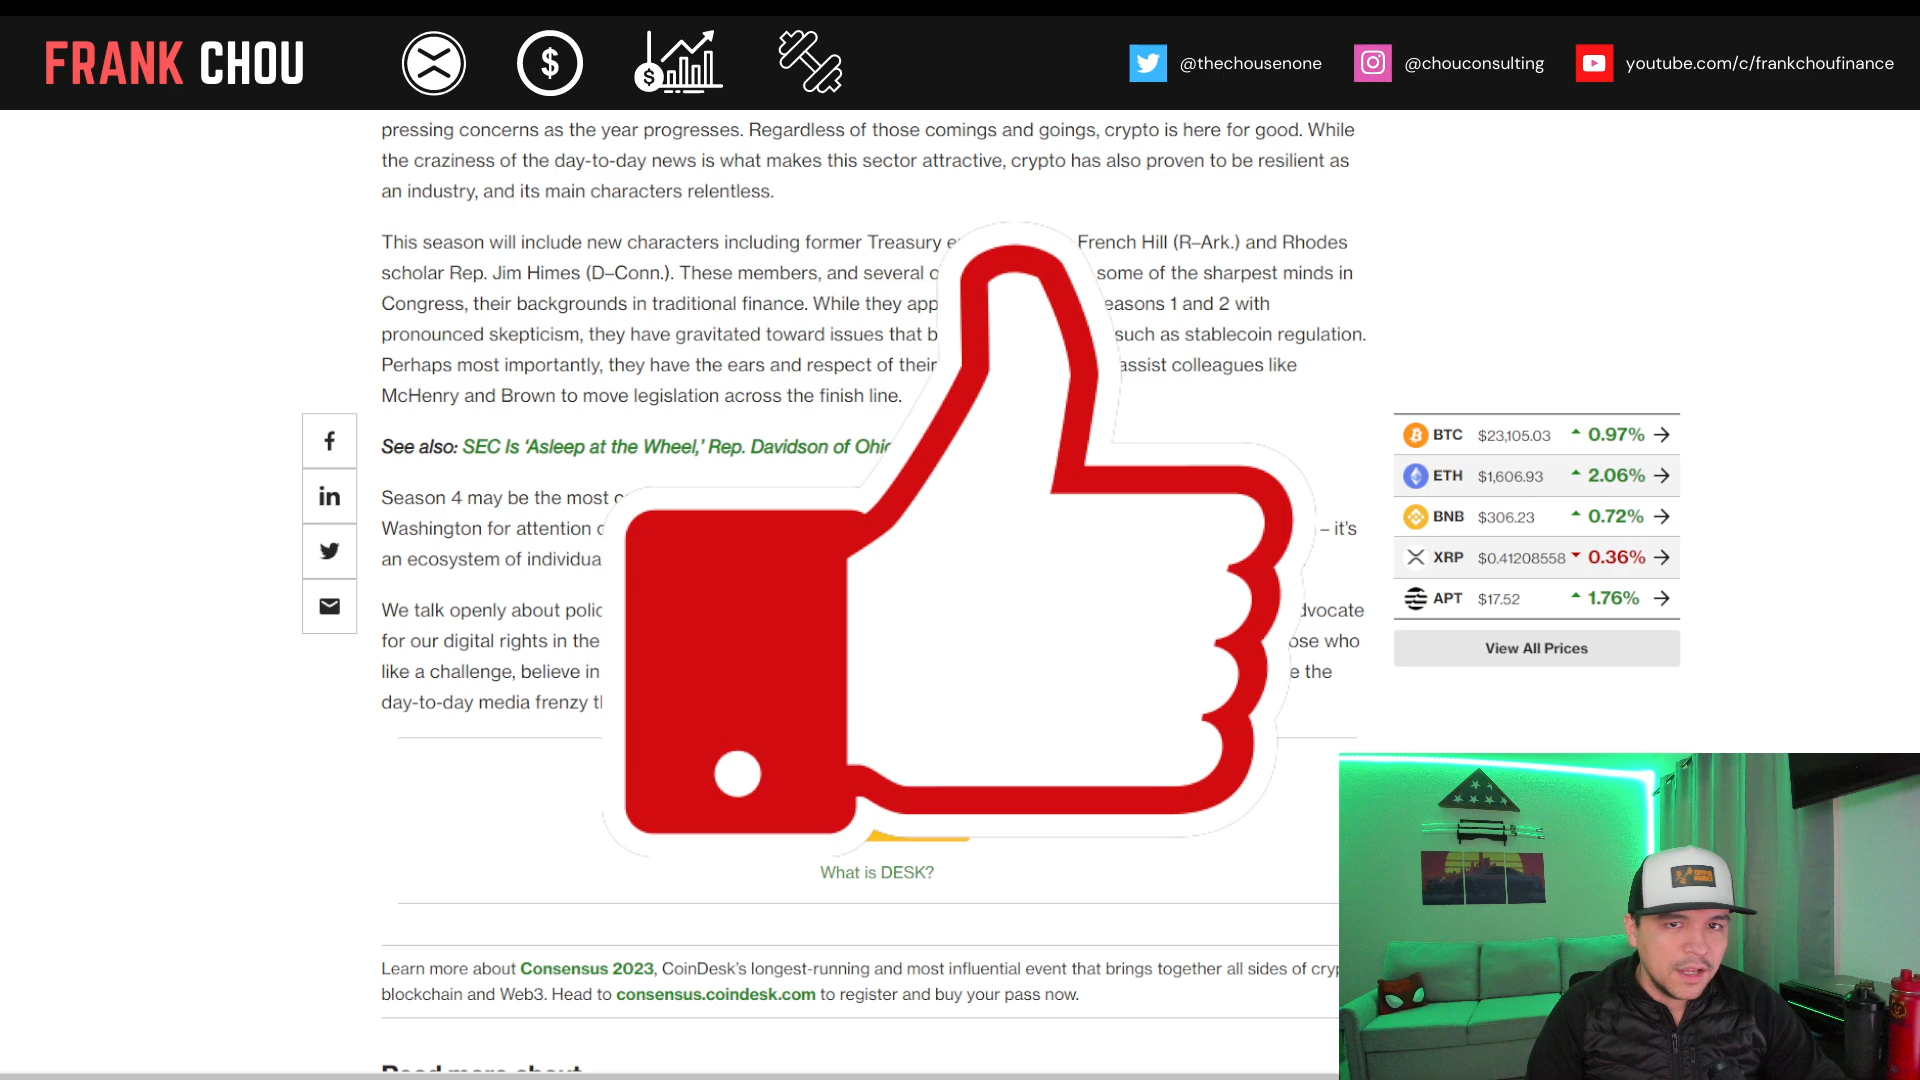 FRANK CHOU
@thechousenone
@chouconsulting
youtube.com/c/frankchoufinance
pressing concerns as the year progresses. Regardless of those comings and goings, crypto is here for good. While
the craziness of the day-to-day news is what makes this sector attractive, crypto has also proven to be resilient as
an industry, and its main characters relentless.
This season will include new characters including former Treasury French Hill (R–Ark.) and Rhodes
scholar Rep. Jim Himes (D–Conn.). These members, and several some of the sharpest minds in
Congress, their backgrounds in traditional finance. While they app easons 1 and 2 with
pronounced skepticism, they have gravitated toward issues that b such as stablecoin regulation.
Perhaps most importantly, they have the ears and respect of their assist colleagues like
McHenry and Brown to move legislation across the finish line.
See also: SEC Is ‘Asleep at the Wheel,’ Rep. Davidson of Ohio
Season 4 may be the most
Washington for attention – it’s
an ecosystem of individua
We talk openly about polic dvocate
for our digital rights in the ose who
like a challenge, believe in e the
day-to-day media frenzy
BTC $23,105.03 0.97%
ETH $1,606.93 2.06%
BNB $306.23 0.72%
XRP $0.41208558 0.36%
APT $17.52 1.76%
View All Prices
What is DESK?
Learn more about Consensus 2023, CoinDesk’s longest-running and most influential event that brings together all sides of cryp
blockchain and Web3. Head to consensus.coindesk.com to register and buy your pass now.
Read more about